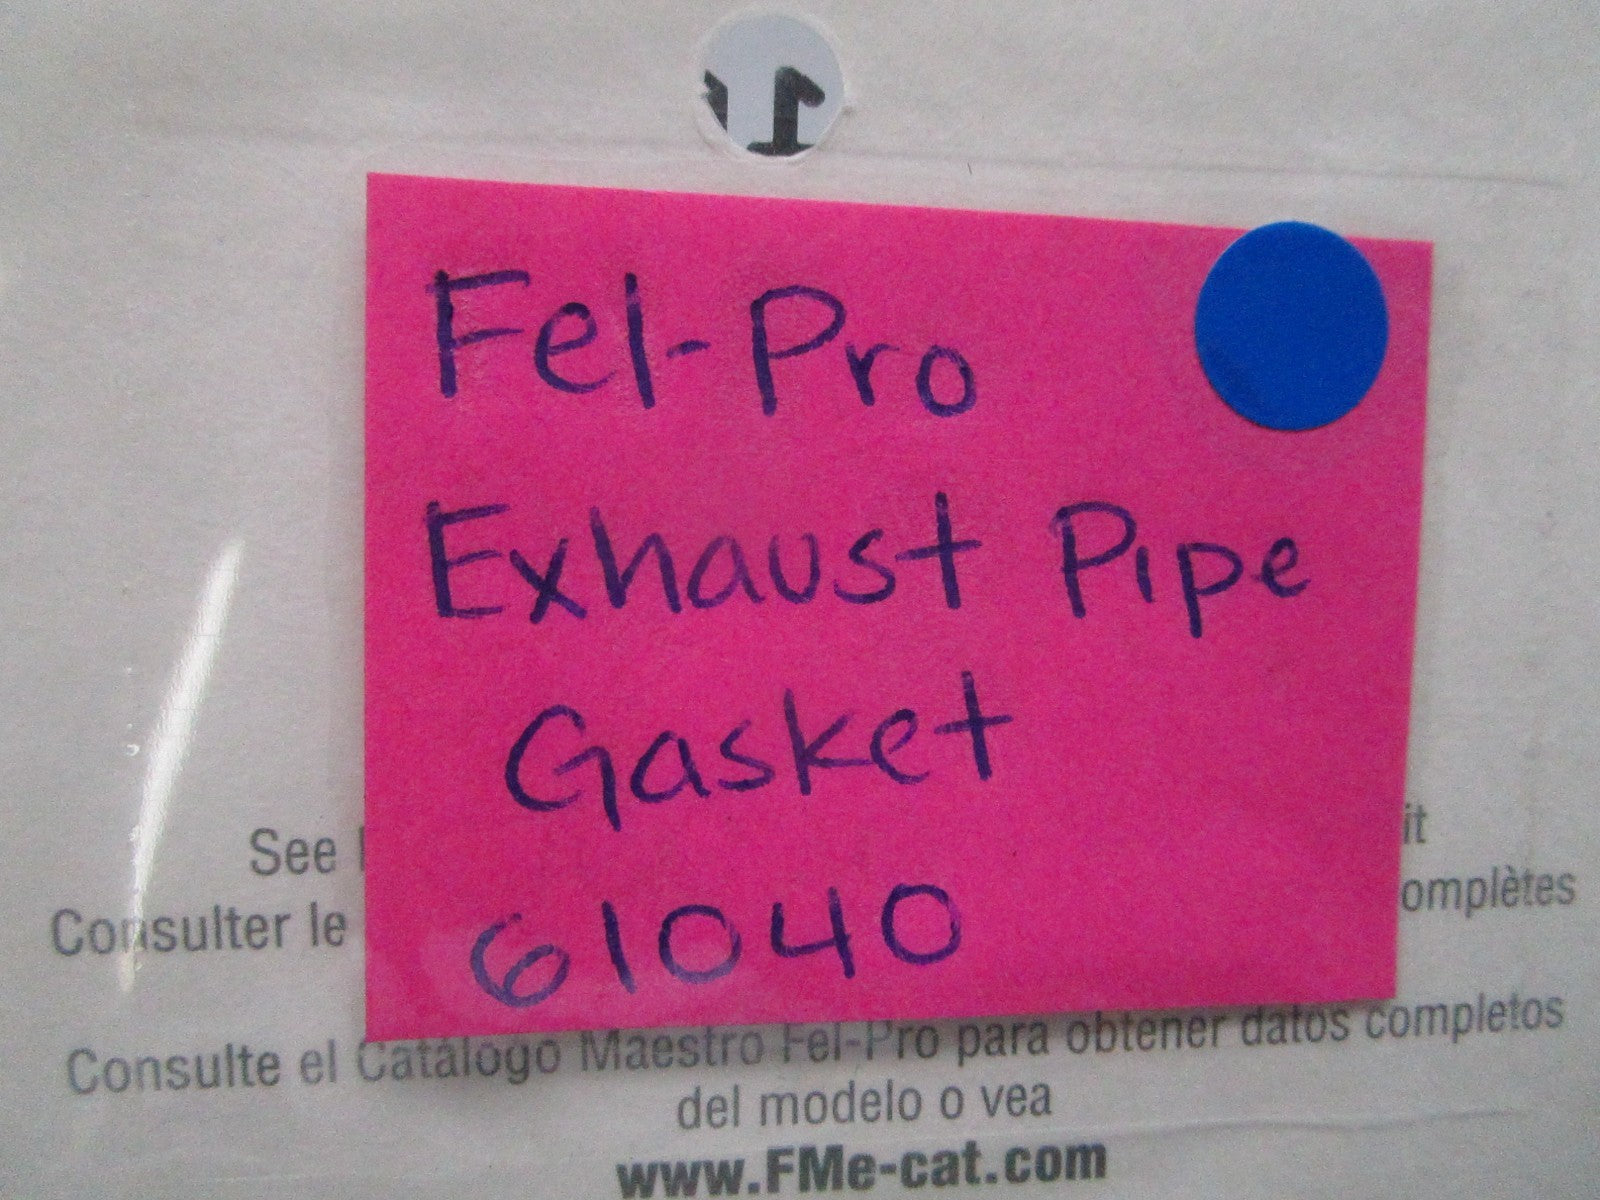 1
Fel-Pro
Exhaust Pipe
Gasket
61040
See it
Consulter le omplètes
Consulte el Catálogo Maestro Fel-Pro para obtener datos completos
del modelo o vea
www.FMe-cat.com